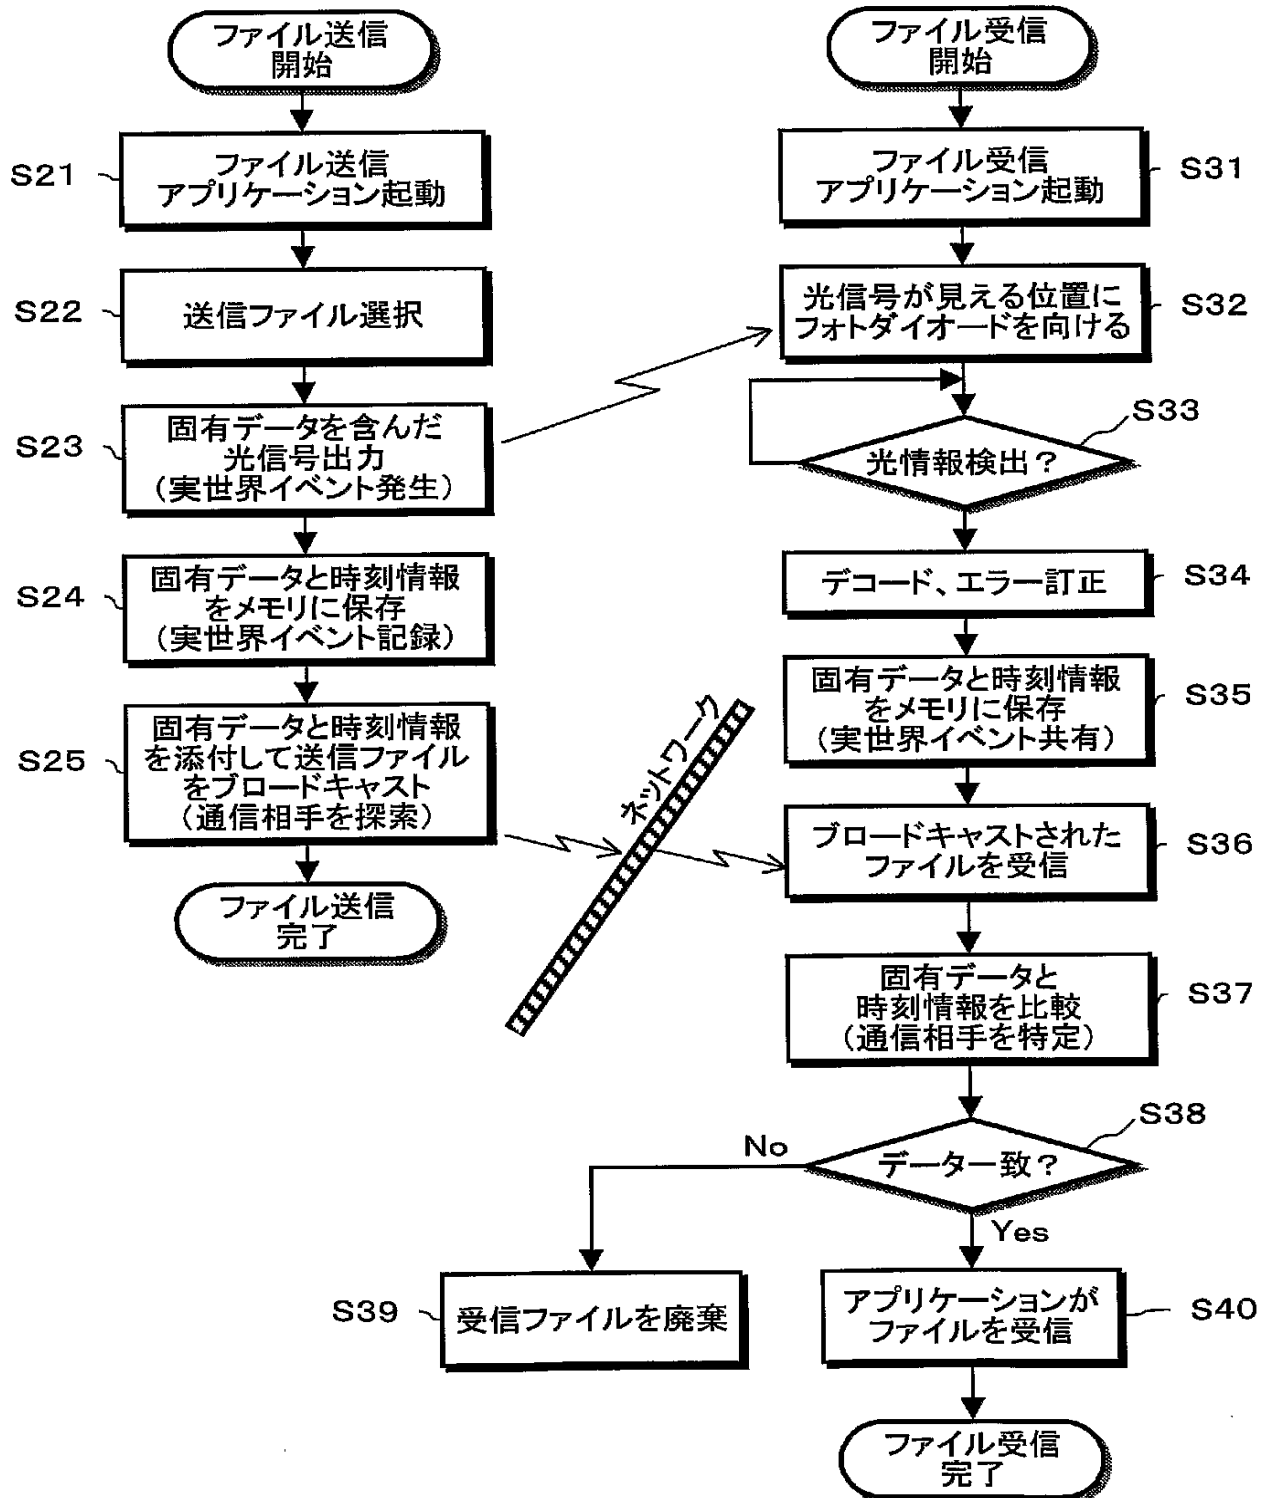 ファイル送信
開始
S21
ファイル送信
アプリケーション起動
S22
送信ファイル選択
S23
固有データを含んだ
光信号出力
（実世界イベント発生）
S24
固有データと時刻情報
をメモリに保存
（実世界イベント記録）
S25
固有データと時刻情報
を添付して送信ファイル
をブロードキャスト
（通信相手を探索）
ファイル送信
完了
ネットワーク
ファイル受信
開始
ファイル受信
アプリケーション起動
S31
光信号が見える位置に
フォトダイオードを向ける
S32
S33
光情報検出？
デコード、エラー訂正
S34
固有データと時刻情報
をメモリに保存
（実世界イベント共有）
S35
ブロードキャストされた
ファイルを受信
S36
固有データと
時刻情報を比較
（通信相手を特定）
S37
S38
データ一致？
No
Yes
S39
受信ファイルを廃棄
アプリケーションが
ファイルを受信
S40
ファイル受信
完了